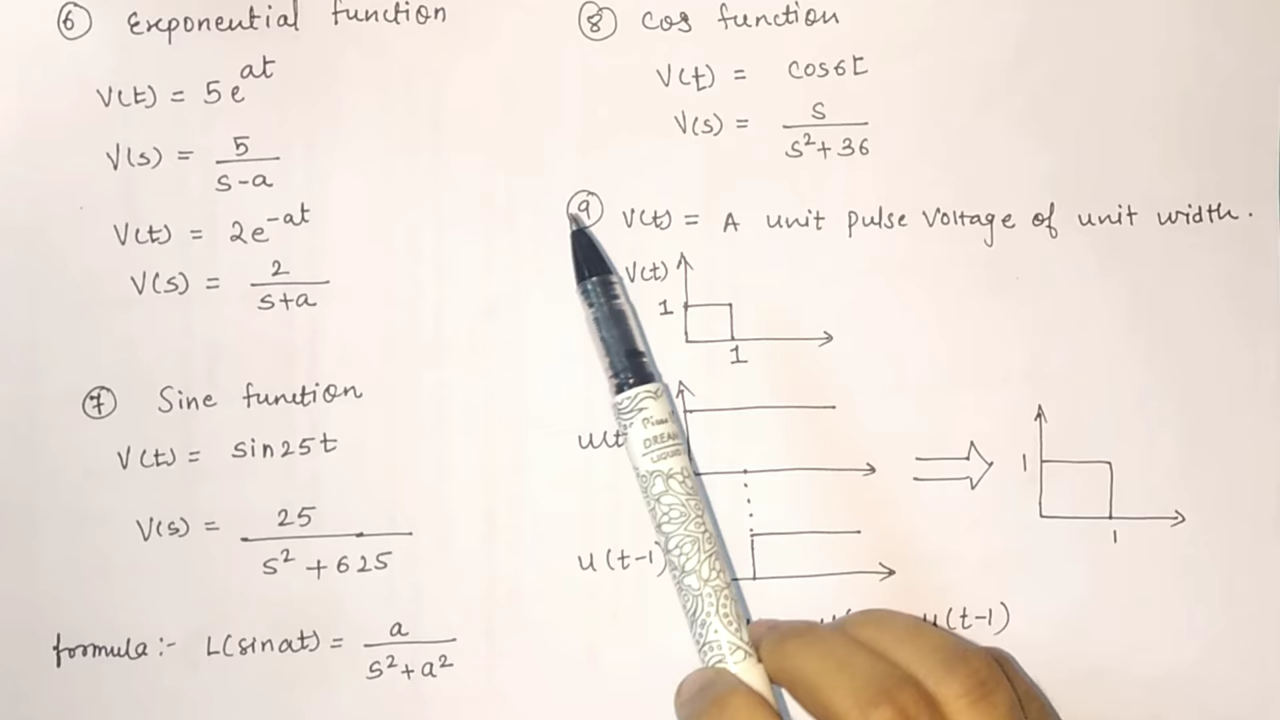 ⑥ Exponential function
V(t) = 5e^at
V(s) = 5/(s-a)
V(t) = 2e^-at
V(s) = 2/(s+a)
⑦ Sine function
V(t) = sin25t
V(s) = 25/(s²+625)
formula:- L(sinat) = a/(s²+a²)
⑧ cos function
V(t) = cos6t
V(s) = s/(s²+36)
⑨ V(t) = A unit pulse voltage of unit width.
V(t)
1
1
u(t
u(t-1)
1
1
u(t-1)
DREAM
LIQUID